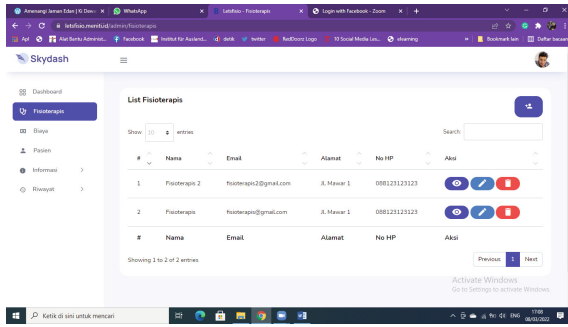 Amenangi Jaman Edan | Ki Dewa
WhatsApp
Letsfisio - Fisioterapis
Login with Facebook - Zoom
letsfisio.menit.id/admin/fisioterapis
Apl
Alat Bantu Administ...
Facebook
Institut für Ausland...
detik
twitter
RedDoorz Logo
10 Social Media Les...
elearning
Bookmark lain
Daftar bacaan
Skydash
Dashboard
Fisioterapis
Biaya
Pasien
Informasi
Riwayat
List Fisioterapis
Show 10 entries
Search:
# Nama Email Alamat No HP Aksi
1 Fisioterapis 2 fisioterapis2@gmail.com Jl. Mawar 1 088123123123
2 Fisioterapis fisioterapis@gmail.com Jl. Mawar 1 088123123123
# Nama Email Alamat No HP Aksi
Showing 1 to 2 of 2 entries
Previous 1 Next
Activate Windows
Go to Settings to activate Windows.
Ketik di sini untuk mencari
ENG
17:08
08/03/2022